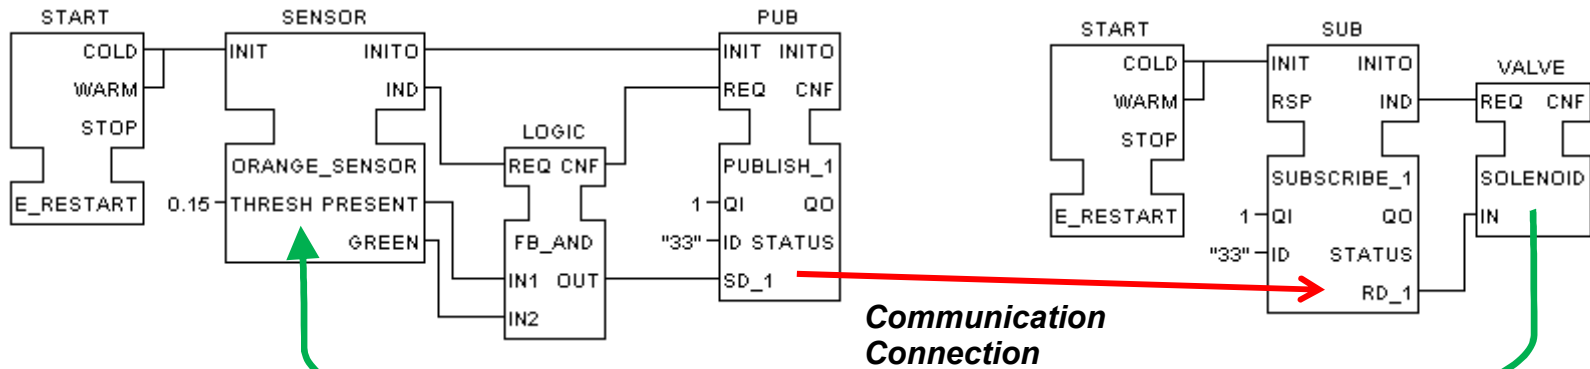 START
COLD
WARM
STOP
E_RESTART
SENSOR
INIT INITO
IND
ORANGE_SENSOR
0.15 THRESH PRESENT
GREEN
LOGIC
REQ CNF
FB_AND
IN1 OUT
IN2
PUB
INIT INITO
REQ CNF
PUBLISH_1
1 QI QO
"33" ID STATUS
SD_1
Communication
Connection
START
COLD
WARM
STOP
E_RESTART
SUB
INIT INITO
RSP IND
SUBSCRIBE_1
1 QI QO
"33" ID STATUS
RD_1
VALVE
REQ CNF
SOLENOID
IN